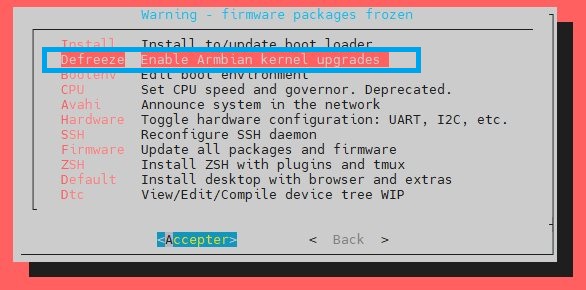 Warning - firmware packages frozen
Install Install to/update boot loader
Defreeze Enable Armbian kernel upgrades
Bootenv Edit boot environment
CPU Set CPU speed and governor. Deprecated.
Avahi Announce system in the network
Hardware Toggle hardware configuration: UART, I2C, etc.
SSH Reconfigure SSH daemon
Firmware Update all packages and firmware
ZSH Install ZSH with plugins and tmux
Default Install desktop with browser and extras
Dtc View/Edit/Compile device tree WIP
<Accepter> < Back >